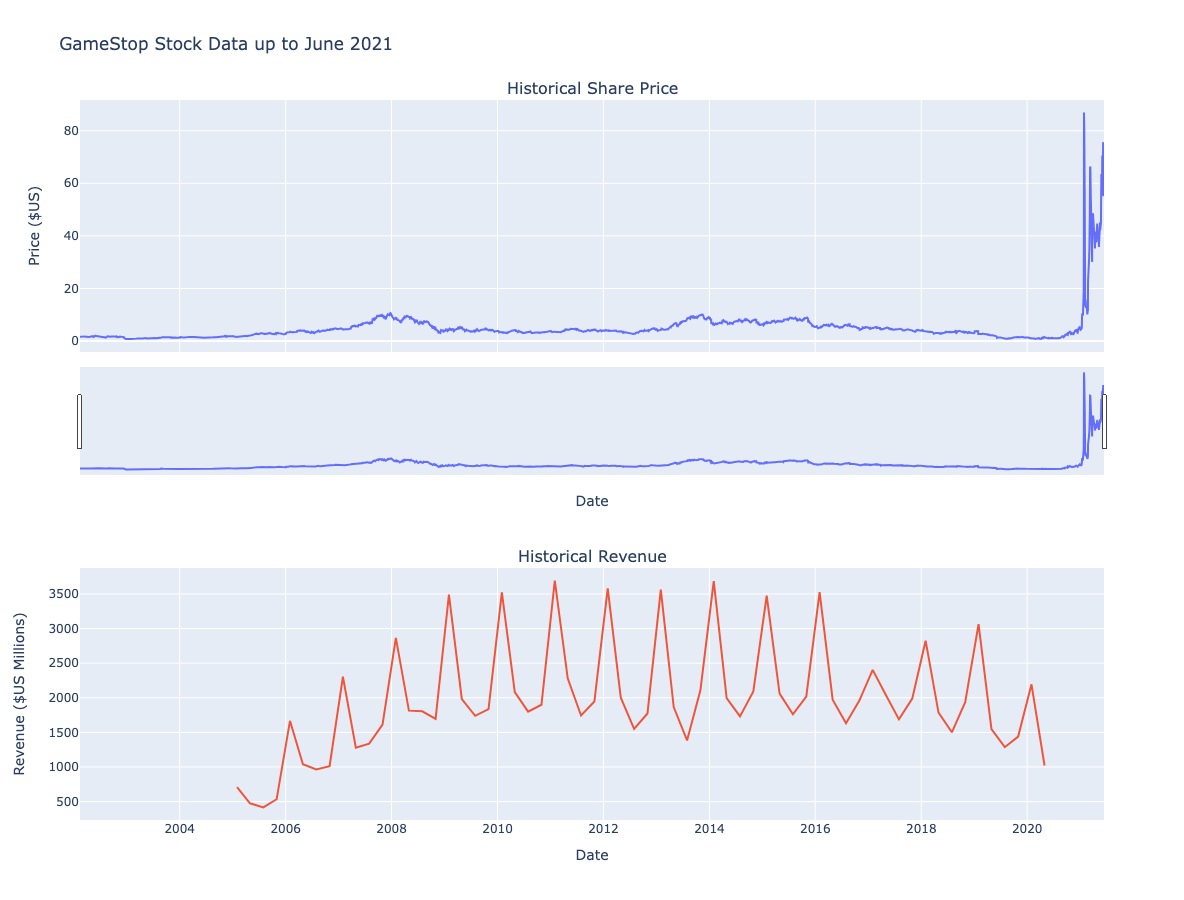 GameStop Stock Data up to June 2021
Historical Share Price
80
60
40
20
0
Price ($US)
Date
Historical Revenue
3500
3000
2500
2000
1500
1000
500
Revenue ($US Millions)
2004 2006 2008 2010 2012 2014 2016 2018 2020
Date